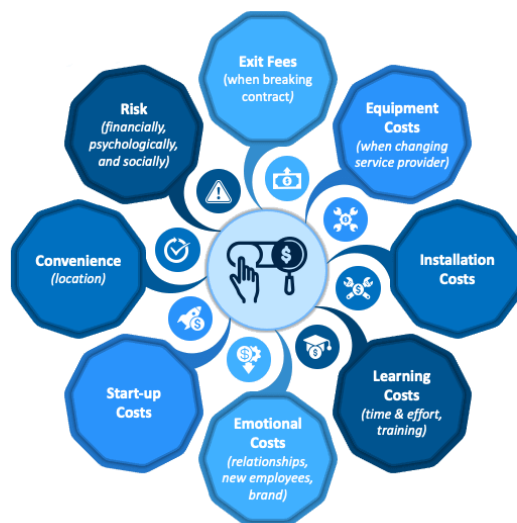 Exit Fees
(when breaking
contract)
Equipment
Costs
(when changing
service provider)
Installation
Costs
Learning
Costs
(time & effort,
training)
Emotional
Costs
(relationships,
new employees,
brand)
Start-up
Costs
Convenience
(location)
Risk
(financially,
psychologically,
and socially)